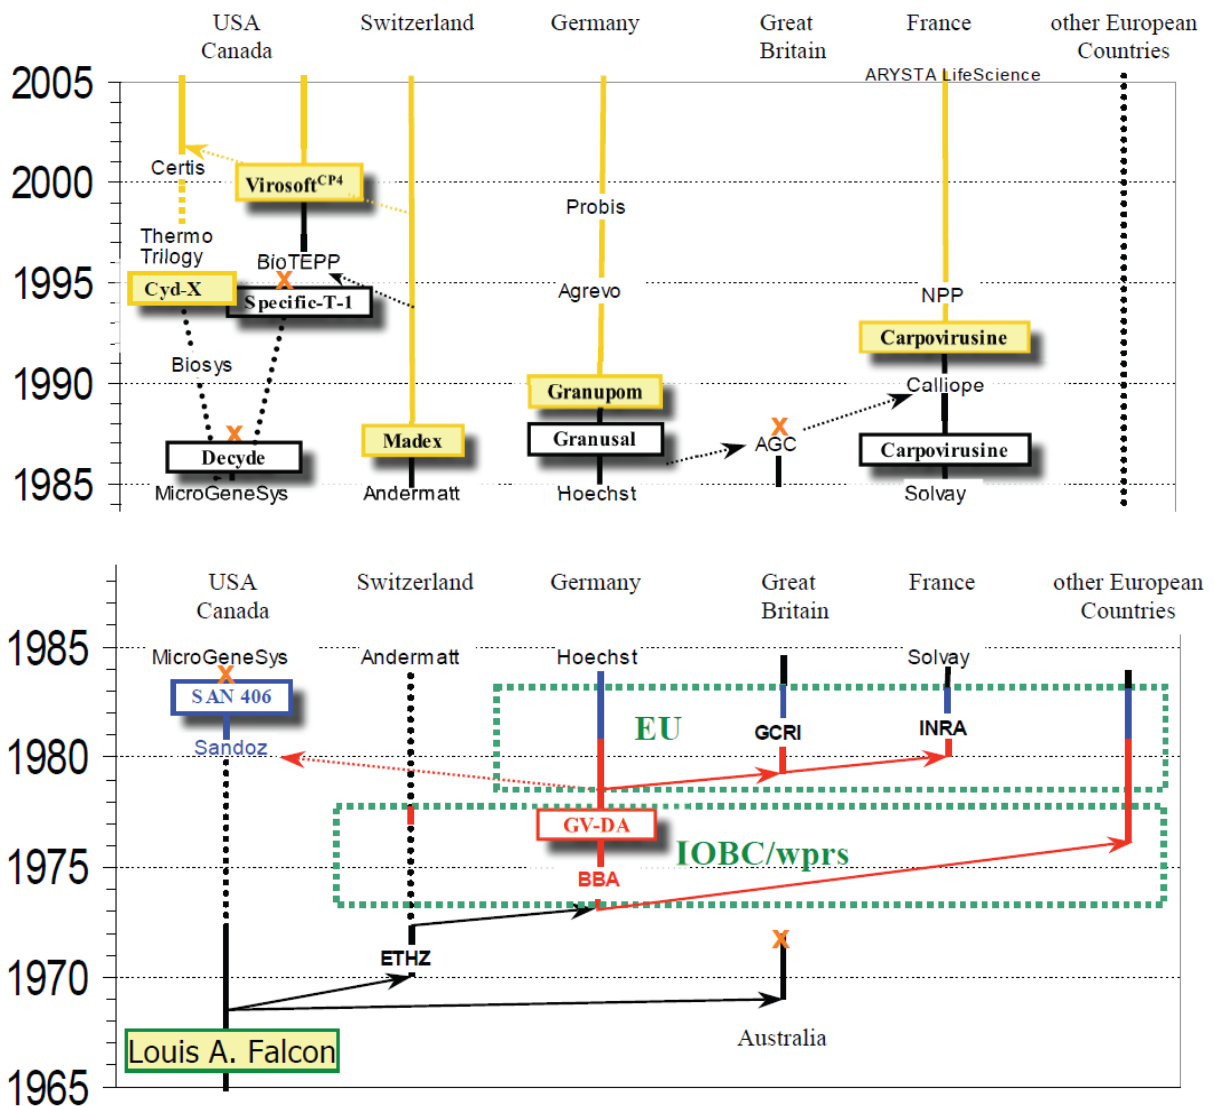 USA
Canada
Switzerland
Germany
Great
Britain
France
other European
Countries
2005
ARYSTA LifeScience
Certis
Virosoft^CP4
2000
Probis
Thermo
Trilogy
BioTEPP
X
1995
Cyd-X
Specific-T-1
Agrevo
NPP
Carpovirusine
Biosys
1990
Granupom
Calliope
X
Decyde
Madex
Granusal
X
AGC
Carpovirusine
1985
MicroGeneSys
Andermatt
Hoechst
Solvay
USA
Canada
Switzerland
Germany
Great
Britain
France
other European
Countries
1985
MicroGeneSys
Andermatt
Hoechst
Solvay
X
SAN 406
EU
GCRI
INRA
Sandoz
1980
GV-DA
IOBC/wprs
1975
BBA
X
ETHZ
1970
Australia
Louis A. Falcon
1965